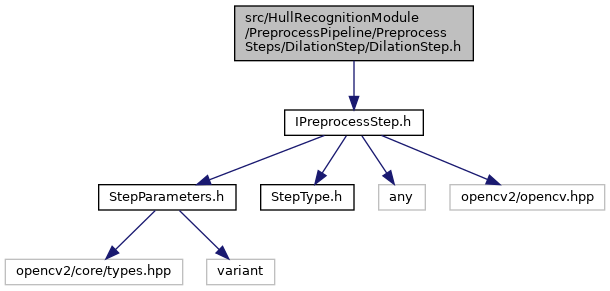 src/HullRecognitionModule
/PreprocessPipeline/Preprocess
Steps/DilationStep/DilationStep.h
IPreprocessStep.h
StepParameters.h
StepType.h
any
opencv2/opencv.hpp
opencv2/core/types.hpp
variant